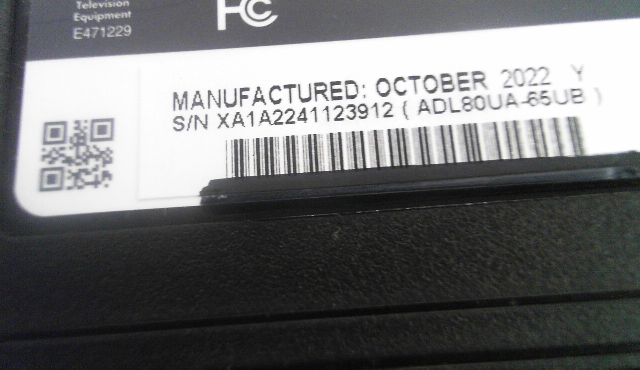 Television
Equipment
E471229
FC
MANUFACTURED: OCTOBER 2022 Y
S/N XA1A2241123912 ( ADL80UA-65UB )